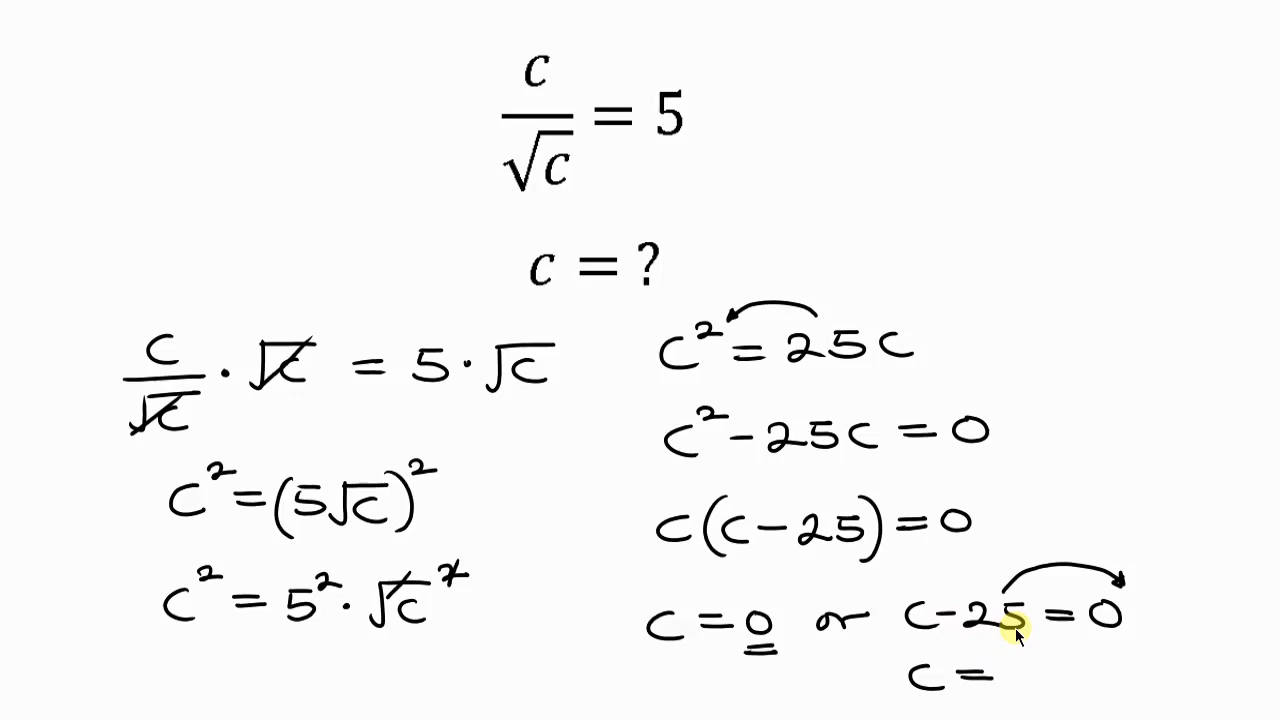 c
√c = 5
c = ?
c/√c · √c = 5 · √c
c² = (5√c)²
c² = 5² · √c²
c² = 25c
c² - 25c = 0
c(c - 25) = 0
c = 0 or c - 25 = 0
c =